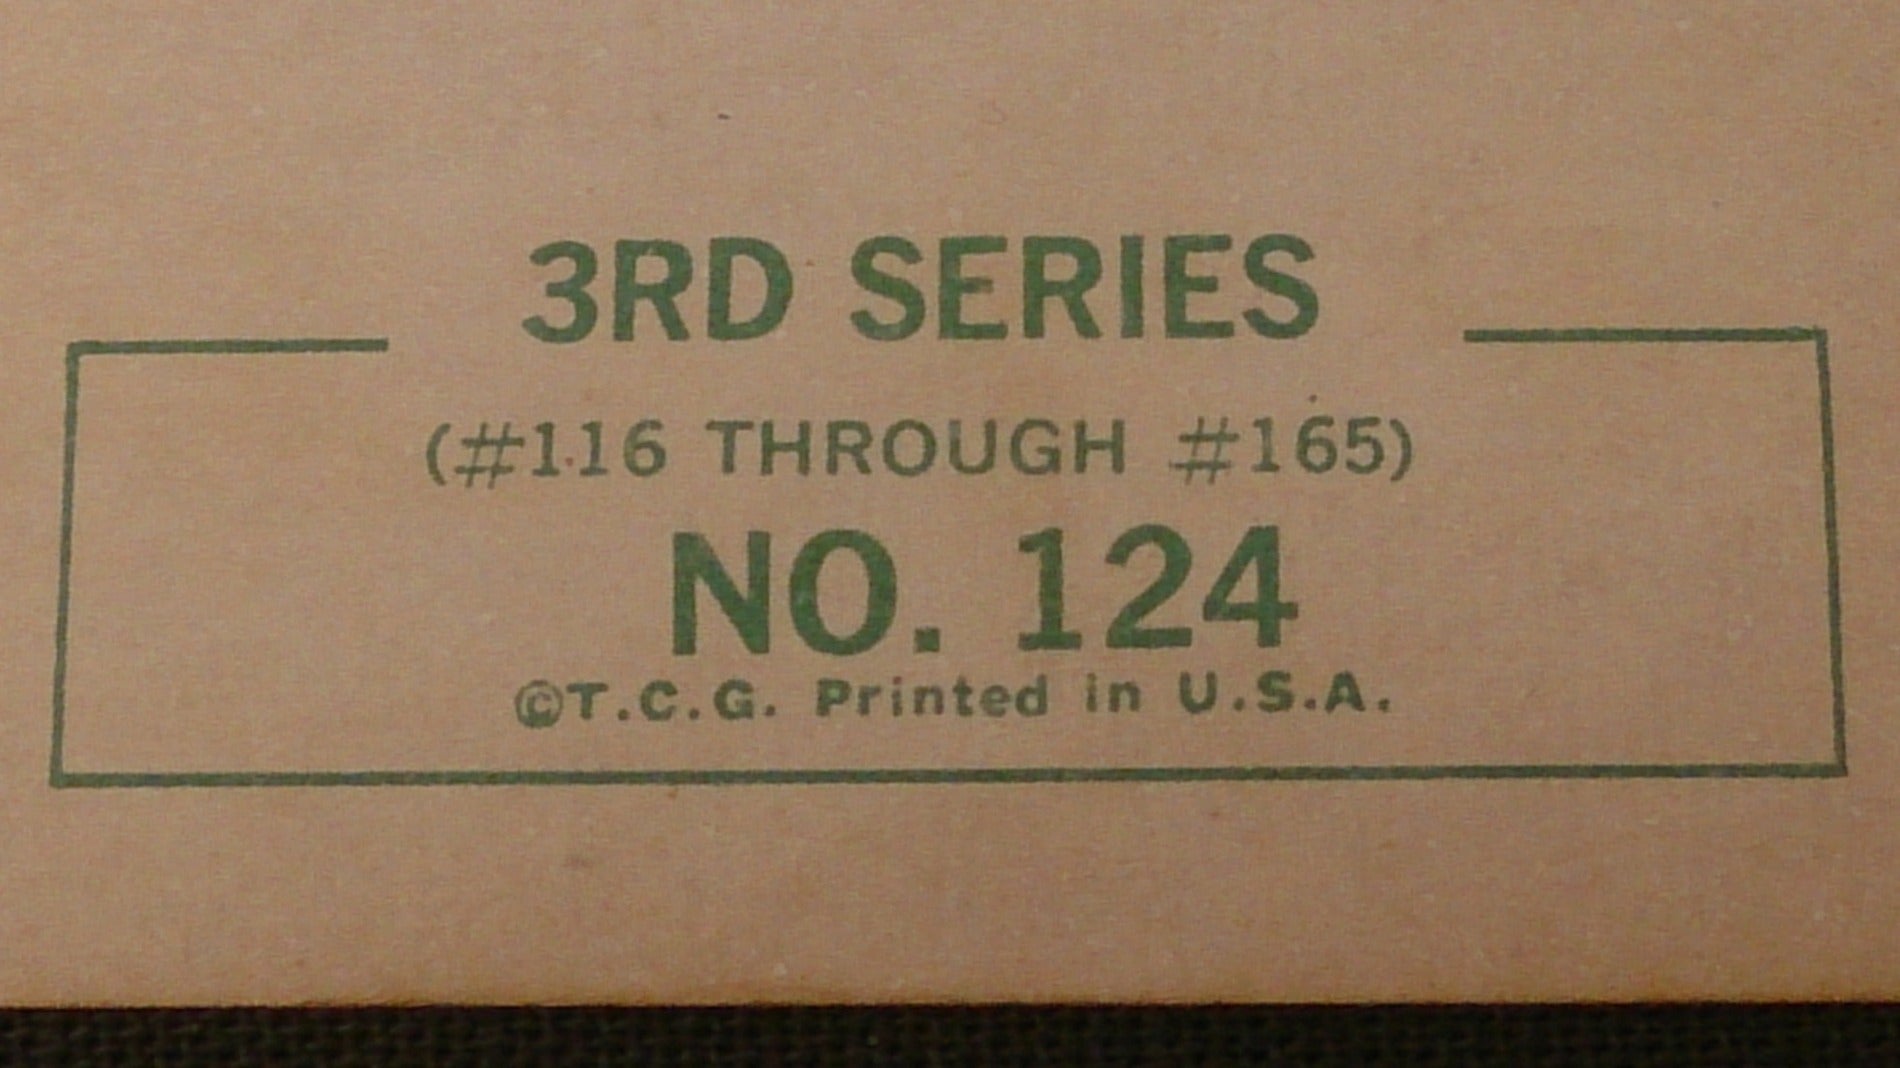 3RD SERIES
(#116 THROUGH #165)
NO. 124
©T.C.G. Printed in U.S.A.